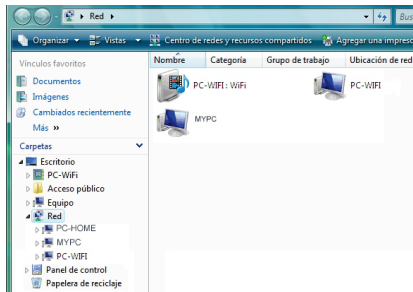 Red
Bus
Organizar Vistas Centro de redes y recursos compartidos Agregar una impreso
Vínculos favoritos
Documentos
Imágenes
Cambiados recientemente
Más »
Carpetas
Escritorio
PC-WiFi
Acceso público
Equipo
Red
PC-HOME
MYPC
PC-WIFI
Panel de control
Papelera de reciclaje
Nombre Categoría Grupo de trabajo Ubicación de red
PC-WIFI : WiFi
PC-WIFI
MYPC